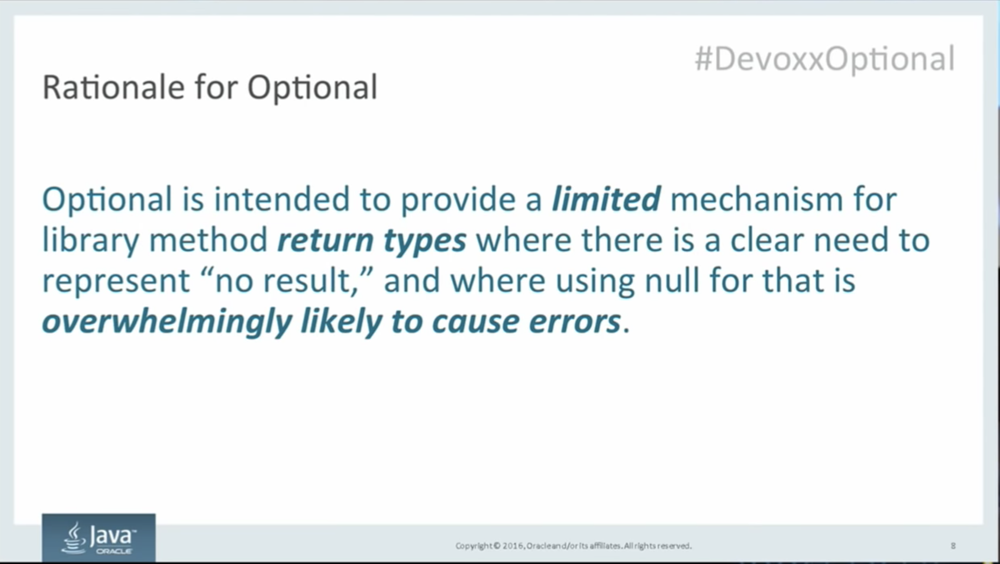 #DevoxxOptional
Rationale for Optional
Optional is intended to provide a limited mechanism for
library method return types where there is a clear need to
represent “no result,” and where using null for that is
overwhelmingly likely to cause errors.
Java™
ORACLE
Copyright © 2016, Oracle and/or its affiliates. All rights reserved.
8